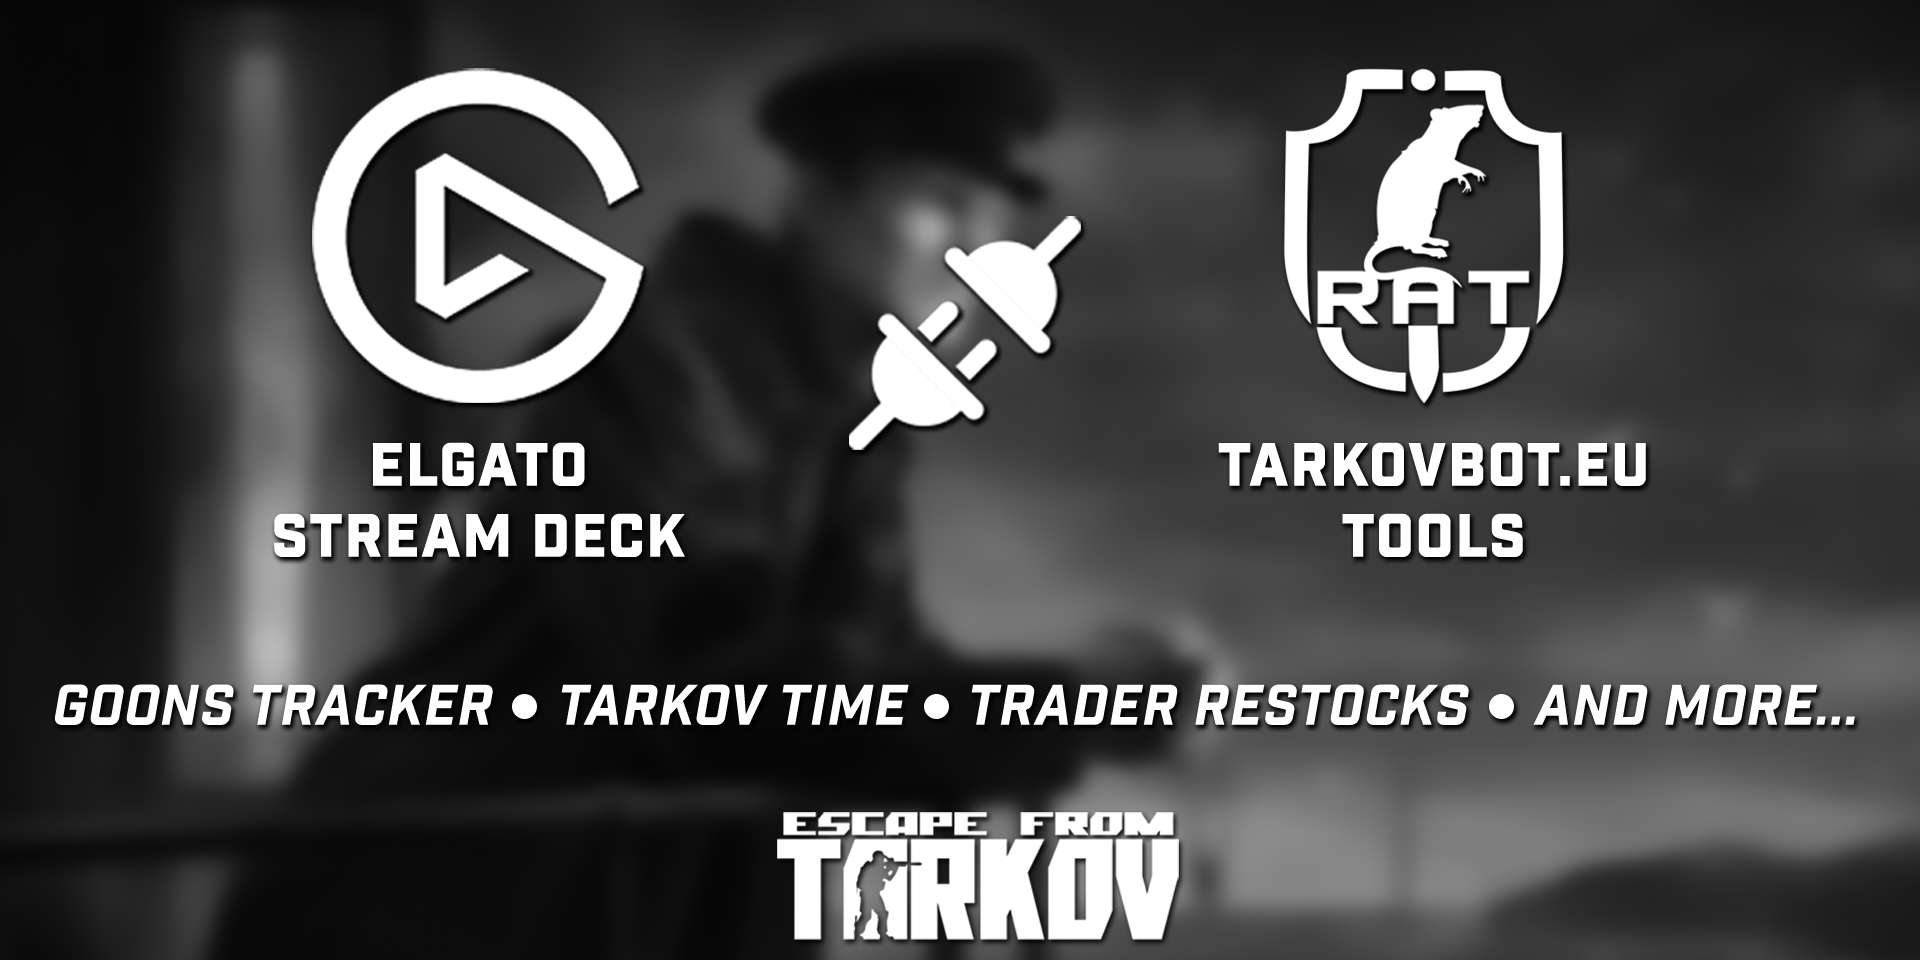 RAT
ELGATO
STREAM DECK
TARKOVBOT.EU
TOOLS
GOONS TRACKER ● TARKOV TIME ● TRADER RESTOCKS ● AND MORE...
ESCAPE FROM
TARKOV